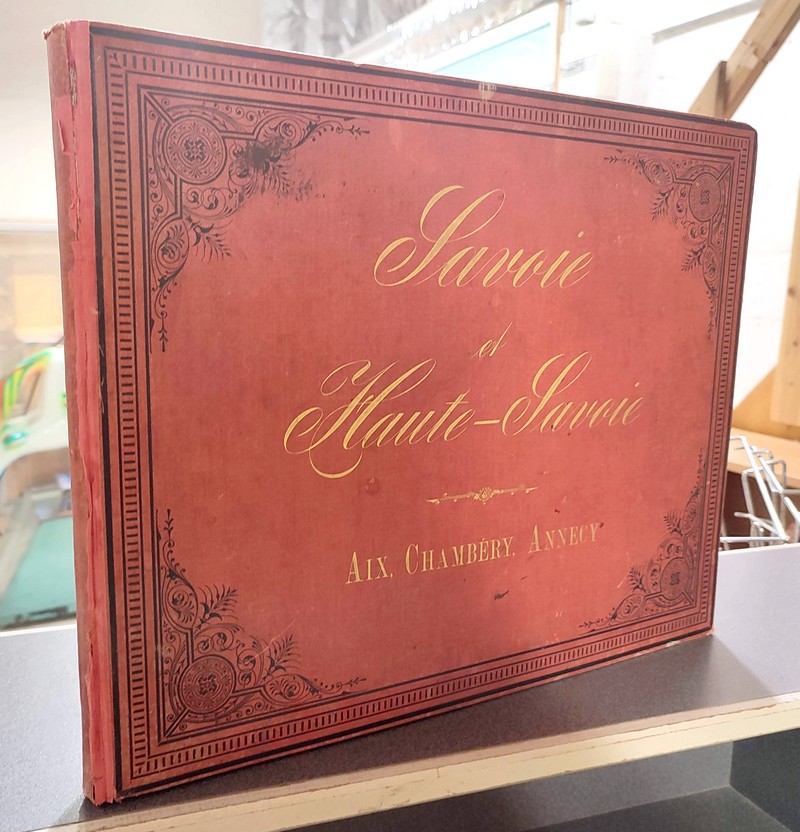 Savoie
et
Haute-Savoie
AIX, CHAMBÉRY, ANNECY